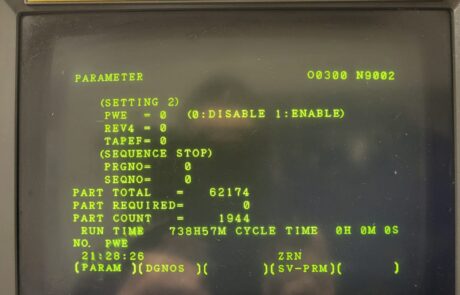 PARAMETER O0300 N9002
(SETTING 2)
PWE = 0 (0:DISABLE 1:ENABLE)
REV4 = 0
TAPEF= 0
(SEQUENCE STOP)
PRGNO= 0
SEQNO= 0
PART TOTAL = 62174
PART REQUIRED= 0
PART COUNT = 1944
RUN TIME 738H57M CYCLE TIME 0H 0M 0S
NO. PWE
21:28:26 ZRN
(PARAM )(DGNOS )( )(SV-PRM)( )